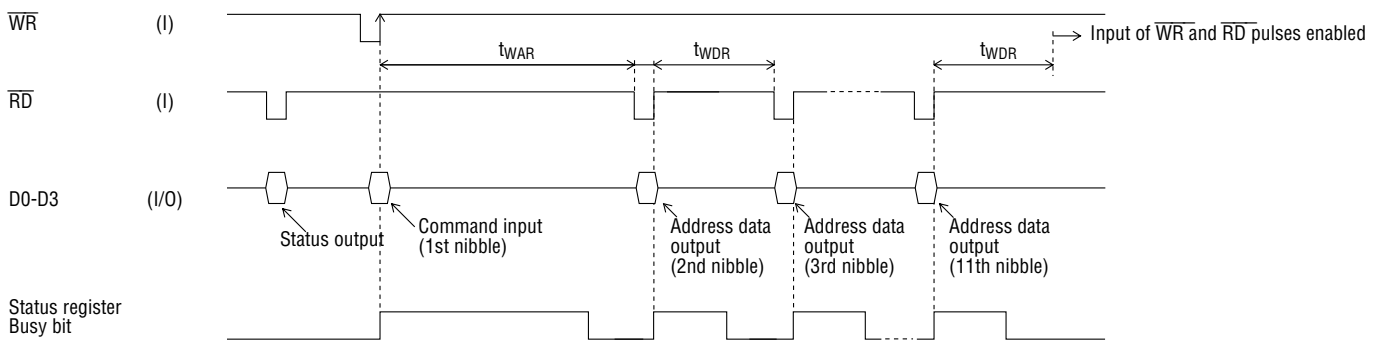 WR (I)
Input of WR and RD pulses enabled
tWAR tWDR tWDR
RD (I)
D0-D3 (I/O)
Status output
Command input
(1st nibble)
Address data
output
(2nd nibble)
Address data
output
(3rd nibble)
Address data
output
(11th nibble)
Status register
Busy bit